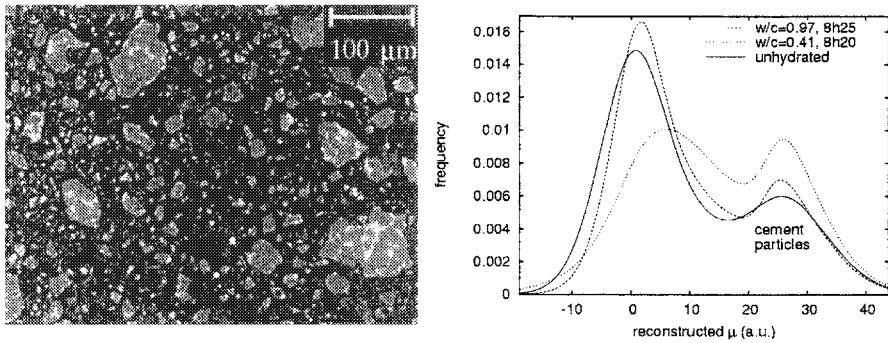 100 µm
w/c=0.97, 8h25
w/c=0.41, 8h20
unhydrated
0.016
0.014
0.012
0.01
0.008
0.006
0.004
0.002
0
frequency
cement
particles
-10
0
10
20
30
40
reconstructed µ (a.u.)